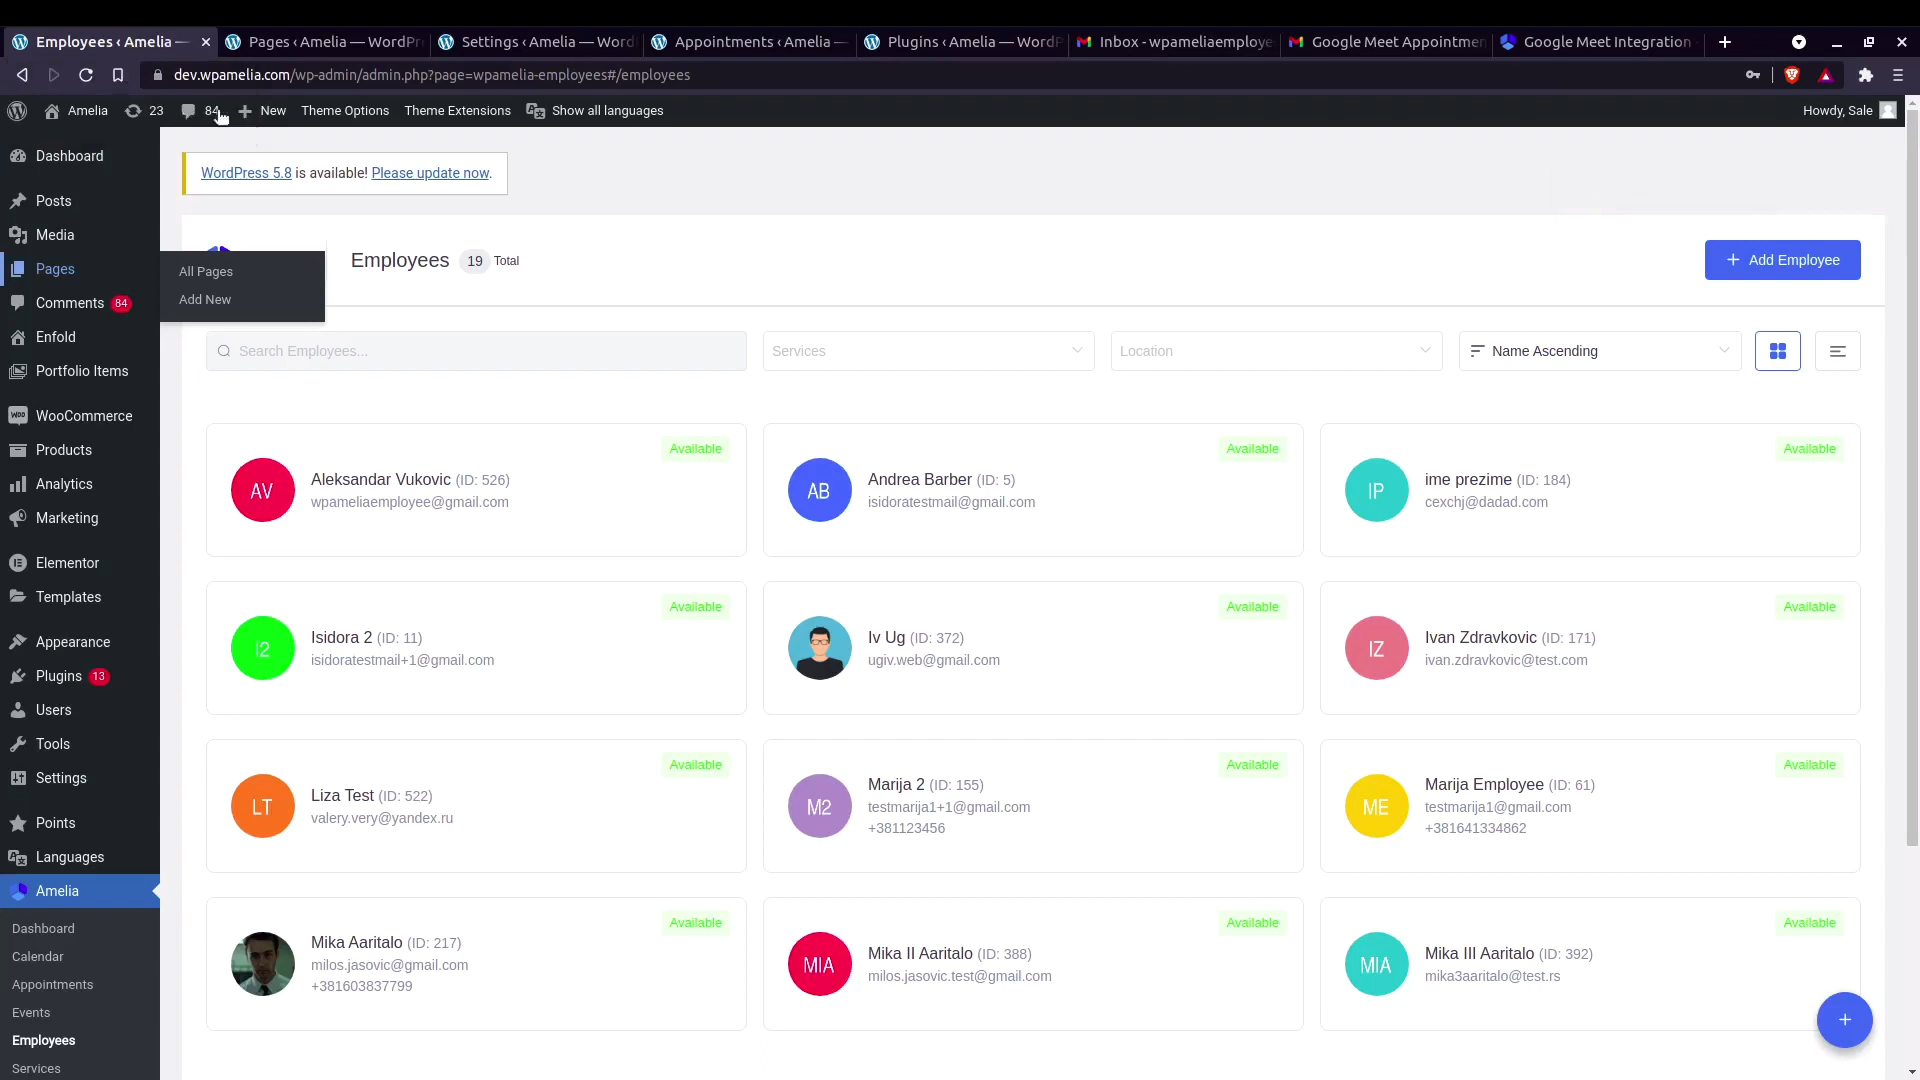 Employees ‹ Amelia —
Pages ‹ Amelia — WordPr
Settings ‹ Amelia — Word
Appointments ‹ Amelia —
Plugins ‹ Amelia — WordP
Inbox - wpameliaemploye
Google Meet Appointmen
Google Meet Integration
dev.wpamelia.com/wp-admin/admin.php?page=wpamelia-employees#/employees
Amelia 23 84 New Theme Options Theme Extensions Show all languages Howdy, Sale
Dashboard
Posts
Media
Pages
Comments 84
Enfold
Portfolio Items
WooCommerce
Products
Analytics
Marketing
Elementor
Templates
Appearance
Plugins 13
Users
Tools
Settings
Points
Languages
Amelia
Dashboard
Calendar
Appointments
Events
Employees
Services
All Pages
Add New
WordPress 5.8 is available! Please update now.
Employees 19 Total
+ Add Employee
Search Employees...
Services
Location
Name Ascending
Available
AV
Aleksandar Vukovic (ID: 526)
wpameliaemployee@gmail.com
Available
AB
Andrea Barber (ID: 5)
isidoratestmail@gmail.com
Available
IP
ime prezime (ID: 184)
cexchj@dadad.com
Available
I2
Isidora 2 (ID: 11)
isidoratestmail+1@gmail.com
Available
Iv Ug (ID: 372)
ugiv.web@gmail.com
Available
IZ
Ivan Zdravkovic (ID: 171)
ivan.zdravkovic@test.com
Available
LT
Liza Test (ID: 522)
valery.very@yandex.ru
Available
M2
Marija 2 (ID: 155)
testmarija1+1@gmail.com
+381123456
Available
ME
Marija Employee (ID: 61)
testmarija1@gmail.com
+381641334862
Available
Mika Aaritalo (ID: 217)
milos.jasovic@gmail.com
+381603837799
Available
MIA
Mika II Aaritalo (ID: 388)
milos.jasovic.test@gmail.com
Available
MIA
Mika III Aaritalo (ID: 392)
mika3aaritalo@test.rs
+